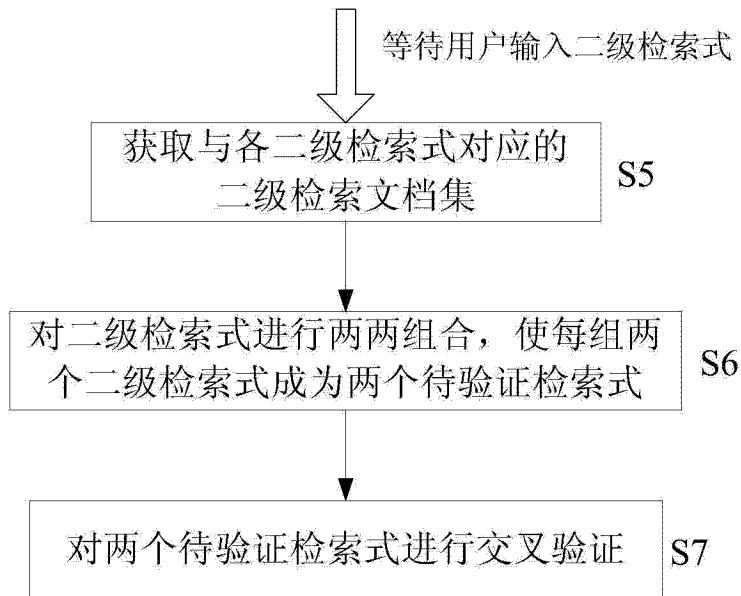 等待用户输入二级检索式
获取与各二级检索式对应的
二级检索文档集
S5
对二级检索式进行两两组合，使每组两
个二级检索式成为两个待验证检索式
S6
对两个待验证检索式进行交叉验证
S7